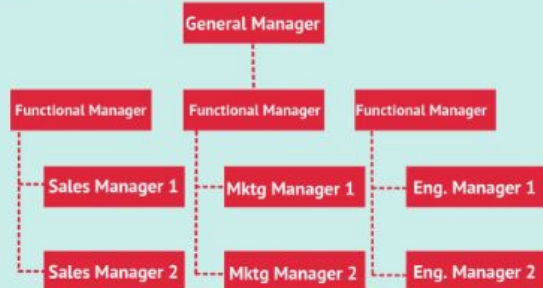 General Manager
Functional Manager
Functional Manager
Functional Manager
Sales Manager 1
Mktg Manager 1
Eng. Manager 1
Sales Manager 2
Mktg Manager 2
Eng. Manager 2